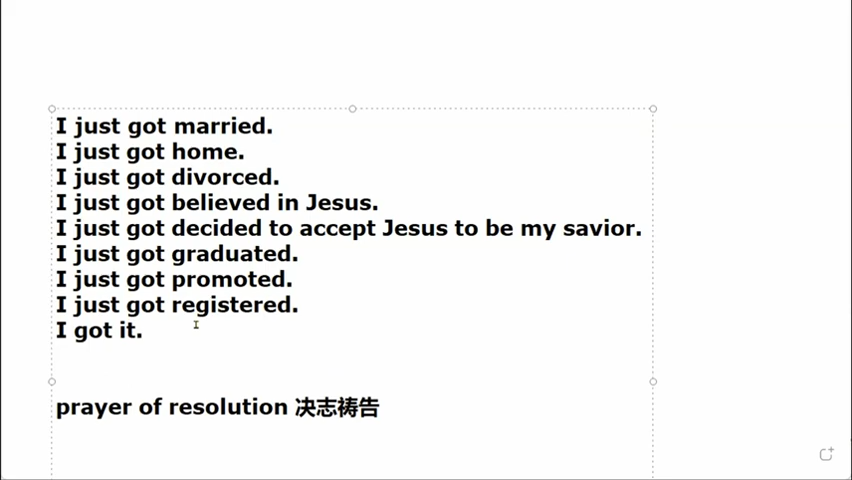 I just got married.
I just got home.
I just got divorced.
I just got believed in Jesus.
I just got decided to accept Jesus to be my savior.
I just got graduated.
I just got promoted.
I just got registered.
I got it.
prayer of resolution 决志祷告